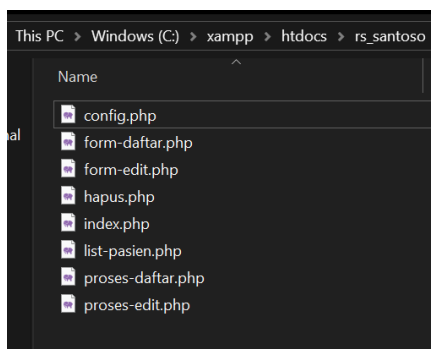 This PC > Windows (C:) > xampp > htdocs > rs_santoso
Name
nal
config.php
form-daftar.php
form-edit.php
hapus.php
index.php
list-pasien.php
proses-daftar.php
proses-edit.php